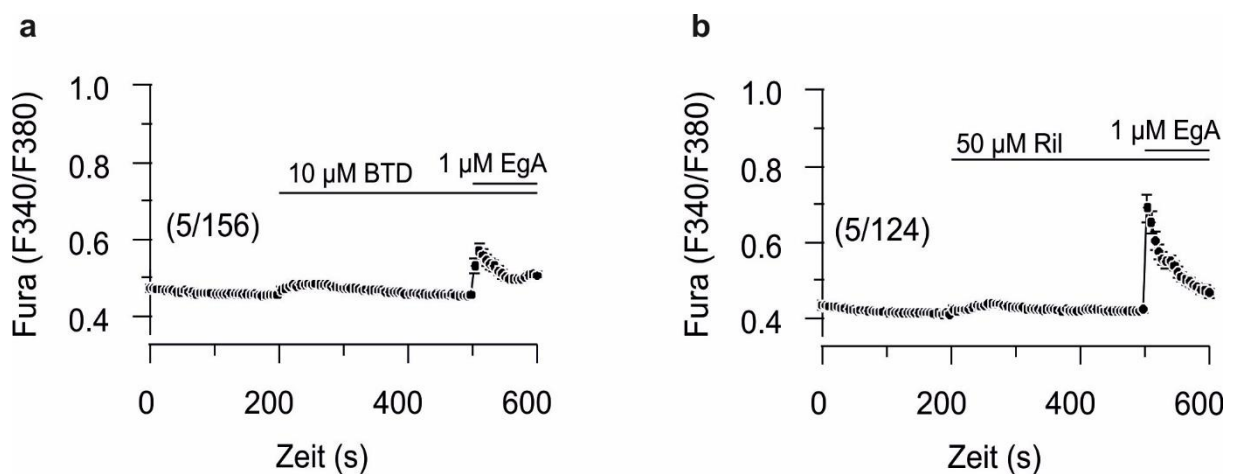 a
Fura (F340/F380)
1.0
0.8
0.6
0.4
10 µM BTD
1 µM EgA
(5/156)
0
200
400
600
Zeit (s)
b
Fura (F340/F380)
1.0
0.8
0.6
0.4
50 µM Ril
1 µM EgA
(5/124)
0
200
400
600
Zeit (s)